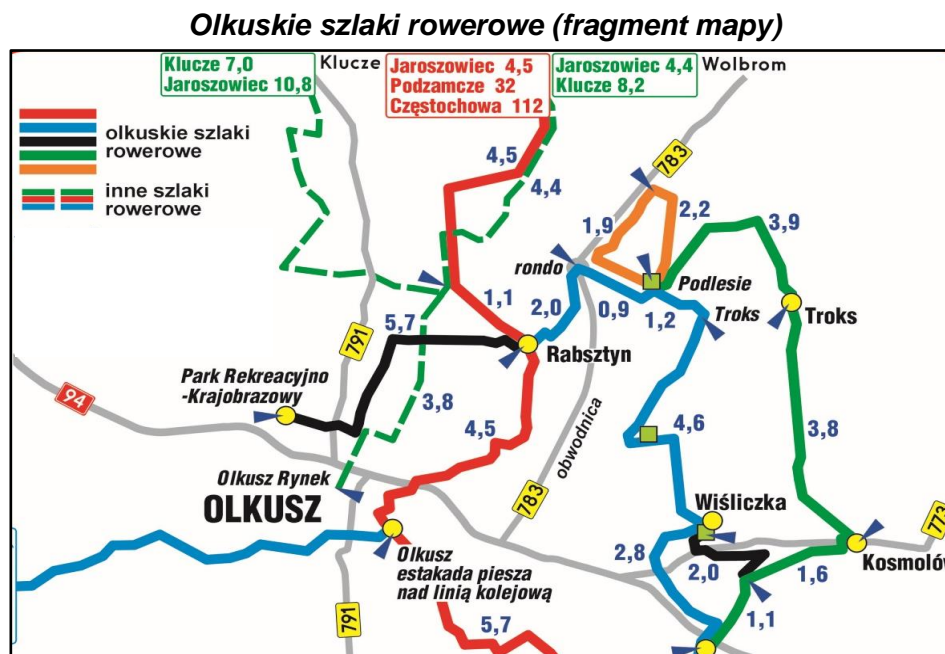 Olkuskie szlaki rowerowe (fragment mapy)
Klucze 7,0
Jaroszowiec 10,8
Klucze
Jaroszowiec 4,5
Podzamcze 32
Częstochowa 112
Jaroszowiec 4,4
Klucze 8,2
Wolbrom
olkuskie szlaki
rowerowe
inne szlaki
rowerowe
4,5
4,4
783
1,9
2,2
3,9
rondo
Podlesie
1,1
2,0
0,9
1,2
Troks
Troks
5,7
791
Rabsztyn
Park Rekreacyjno
-Krajobrazowy
94
3,8
4,5
obwodnica
4,6
3,8
Olkusz Rynek
OLKUSZ
783
Wiśliczka
773
Kosmolów
Olkusz
estakada piesza
nad linią kolejową
2,8
2,0
1,6
1,1
791
5,7